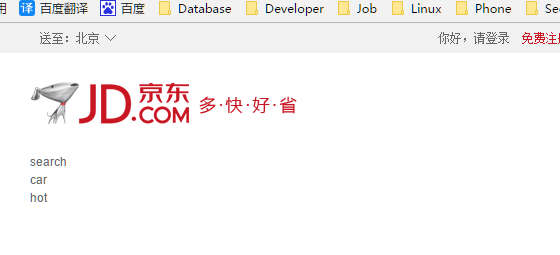 用 译 百度翻译 百度 Database Developer Job Linux Phone Se
送至：北京 你好，请登录 免费注
JD.COM 京东 多·快·好·省
search
car
hot